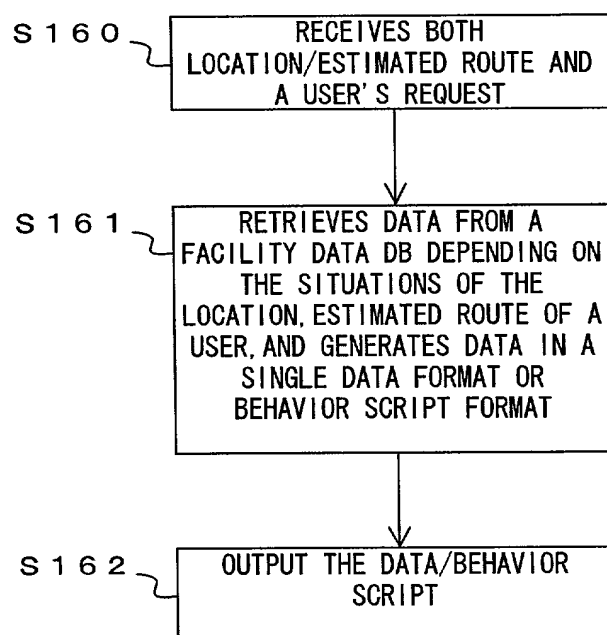 S160
RECEIVES BOTH
LOCATION/ESTIMATED ROUTE AND
A USER'S REQUEST
S161
RETRIEVES DATA FROM A
FACILITY DATA DB DEPENDING ON
THE SITUATIONS OF THE
LOCATION, ESTIMATED ROUTE OF A
USER, AND GENERATES DATA IN A
SINGLE DATA FORMAT OR
BEHAVIOR SCRIPT FORMAT
S162
OUTPUT THE DATA/BEHAVIOR
SCRIPT